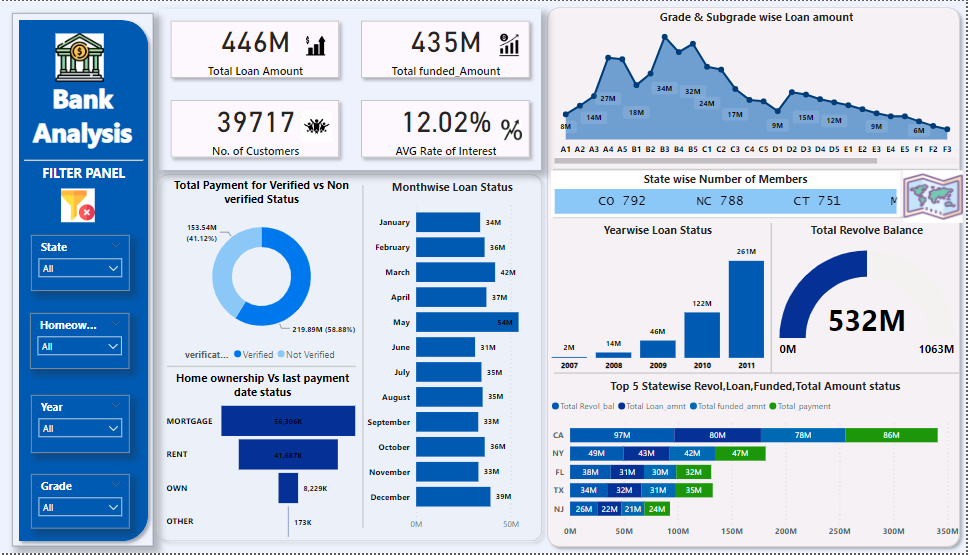 Bank
Analysis
FILTER PANEL
State
All
Homeow...
All
Year
All
Grade
All
446M
Total Loan Amount
435M
Total funded_Amount
39717
No. of Customers
12.02%
AVG Rate of Interest
Total Payment for Verified vs Non
verified Status
153.54M
(41.12%)
219.89M (58.88%)
verificat... Verified Not Verified
Home ownership Vs last payment
date status
MORTGAGE
RENT
OWN 8,229K
OTHER 173K
Monthwise Loan Status
January 34M
February 36M
March 42M
April 37M
May 54M
June 31M
July 35M
August 35M
September 33M
October 36M
November 33M
December 39M
0M 50M
Grade & Subgrade wise Loan amount
8M 14M 27M 18M 34M 32M 24M 17M 9M 15M 12M 9M 6M
A1 A2 A3 A4 A5 B1 B2 B3 B4 B5 C1 C2 C3 C4 C5 D1 D2 D3 D4 D5 E1 E2 E3 E4 E5 F1 F2 F3
State wise Number of Members
CO 792 NC 788 CT 751 M
Yearwise Loan Status
2M 14M 46M 122M 261M
2007 2008 2009 2010 2011
Total Revolve Balance
532M
0M 1063M
Top 5 Statewise Revol,Loan,Funded,Total Amount status
Total Revol_bal Total Loan_amnt Total funded_amnt Total_payment
CA 97M 80M 78M 86M
NY 49M 43M 42M 47M
FL 38M 31M 30M 32M
TX 34M 32M 31M 35M
NJ 26M 22M 21M 24M
0M 50M 100M 150M 200M 250M 300M 350M